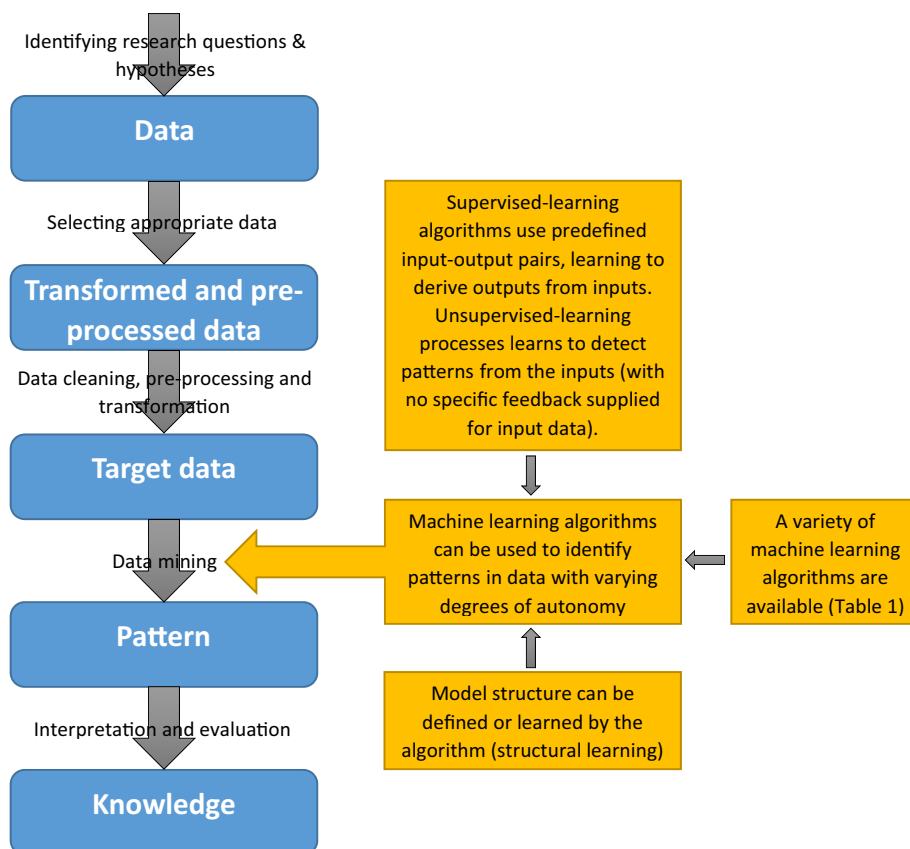 Identifying research questions &
hypotheses
Data
Selecting appropriate data
Transformed and pre-
processed data
Data cleaning, pre-processing and
transformation
Target data
Data mining
Pattern
Interpretation and evaluation
Knowledge
Supervised-learning
algorithms use predefined
input-output pairs, learning to
derive outputs from inputs.
Unsupervised-learning
processes learns to detect
patterns from the inputs (with
no specific feedback supplied
for input data).
Machine learning algorithms
can be used to identify
patterns in data with varying
degrees of autonomy
A variety of
machine learning
algorithms are
available (Table 1)
Model structure can be
defined or learned by the
algorithm (structural learning)